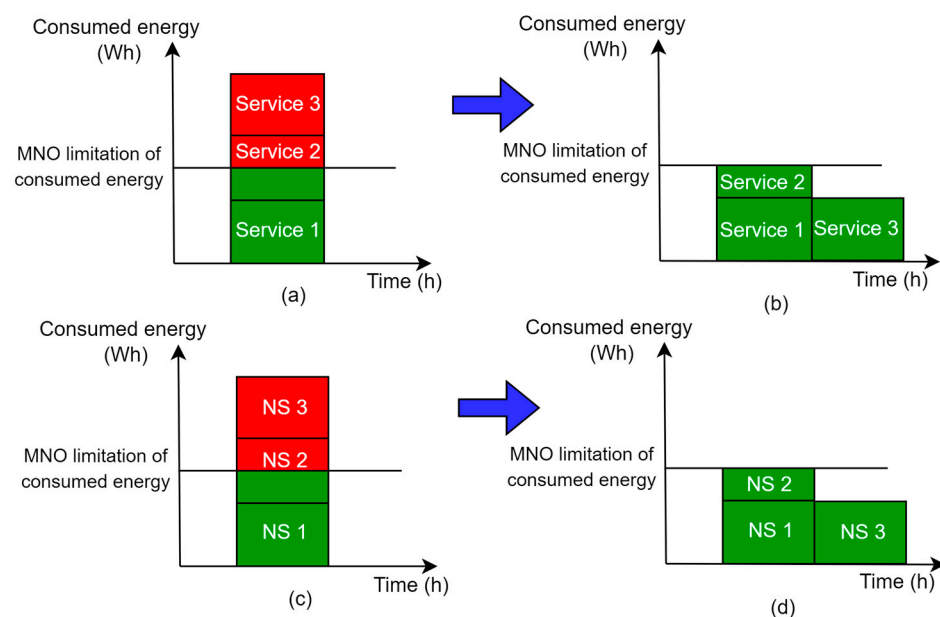 Consumed energy
(Wh)
Service 3
Service 2
MNO limitation of
consumed energy
Service 1
Time (h)
(a)
Consumed energy
(Wh)
MNO limitation of
consumed energy
Service 2
Service 1
Service 3
Time (h)
(b)
Consumed energy
(Wh)
NS 3
NS 2
MNO limitation of
consumed energy
NS 1
Time (h)
(c)
Consumed energy
(Wh)
MNO limitation of
consumed energy
NS 2
NS 1
NS 3
Time (h)
(d)